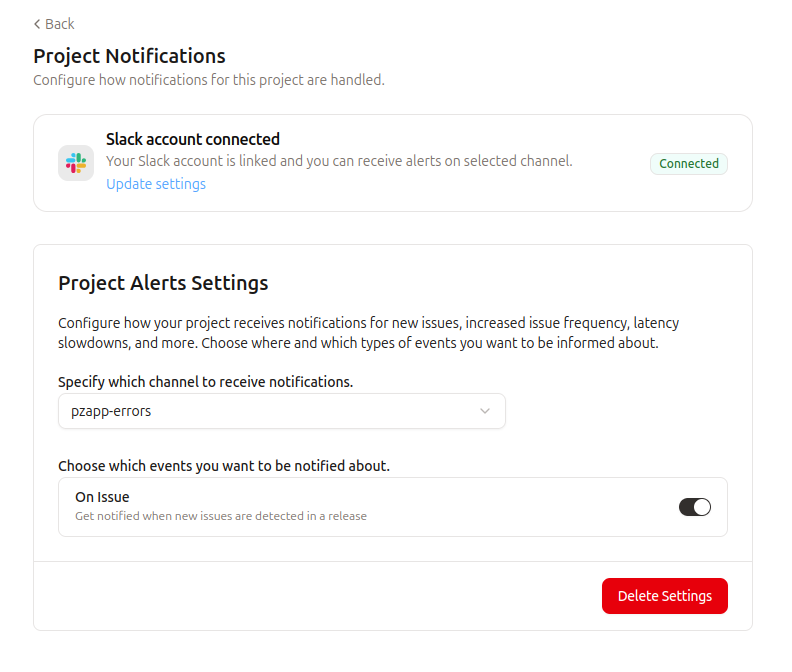 Back
Project Notifications
Configure how notifications for this project are handled.
Slack account connected
Your Slack account is linked and you can receive alerts on selected channel.
Connected
Update settings
Project Alerts Settings
Configure how your project receives notifications for new issues, increased issue frequency, latency
slowdowns, and more. Choose where and which types of events you want to be informed about.
Specify which channel to receive notifications.
pzapp-errors
Choose which events you want to be notified about.
On Issue
Get notified when new issues are detected in a release
Delete Settings